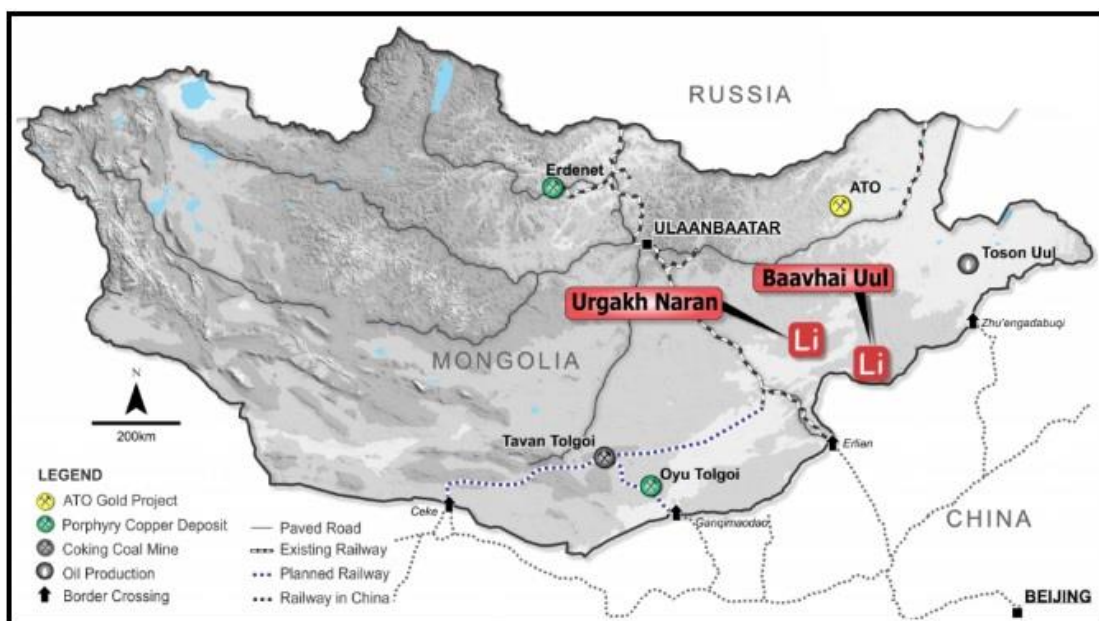 RUSSIA
Erdenet
ATO
ULAANBAATAR
Toson Uul
Baavhai Uul
Urgakh Naran
Zhu'engadabuqi
Li
Li
MONGOLIA
N
200km
Tavan Tolgoi
Erlian
Oyu Tolgoi
Ceke
Ganqimaodao
CHINA
BEIJING
LEGEND
ATO Gold Project
Porphyry Copper Deposit
Coking Coal Mine
Oil Production
Border Crossing
Paved Road
Existing Railway
Planned Railway
Railway in China